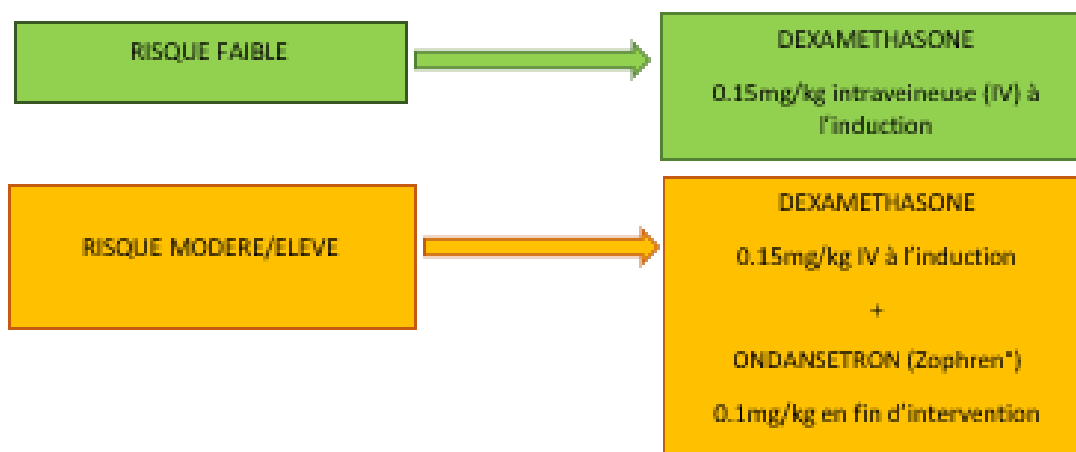 RISQUE FAIBLE
DEXAMETHASONE
0.15mg/kg intraveineuse (IV) à
l'induction
RISQUE MODERE/ELEVE
DEXAMETHASONE
0.15mg/kg IV à l'induction
+
ONDANSETRON (Zophren°)
0.1mg/kg en fin d'intervention